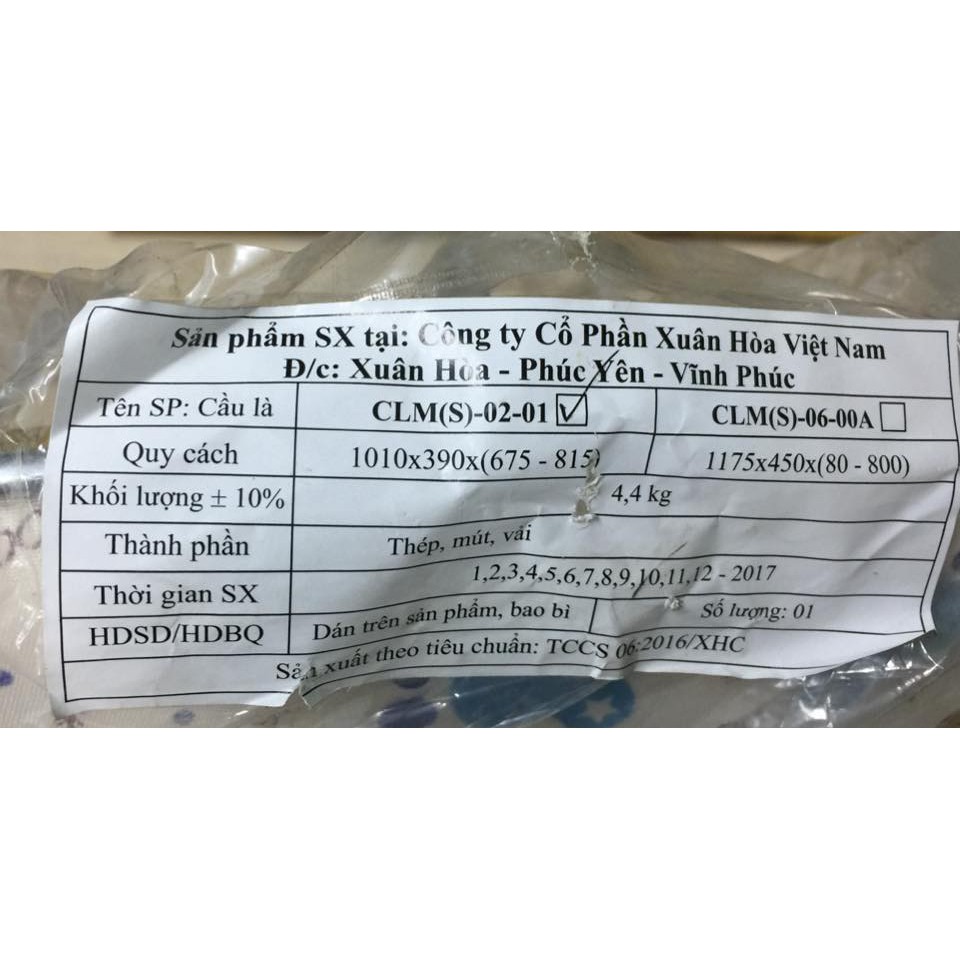 Sản phẩm SX tại: Công ty Cổ Phần Xuân Hòa Việt Nam
Đ/c: Xuân Hòa - Phúc Yên - Vĩnh Phúc
Tên SP: Cầu là CLM(S)-02-01 CLM(S)-06-00A
Quy cách 1010x390x(675 - 815) 1175x450x(80 - 800)
Khối lượng ± 10% 4,4 kg
Thành phần Thép, mút, vải
Thời gian SX 1,2,3,4,5,6,7,8,9,10,11,12 - 2017
HDSD/HDBQ Dán trên sản phẩm, bao bì Số lượng: 01
Sản xuất theo tiêu chuẩn: TCCS 06:2016/XHC